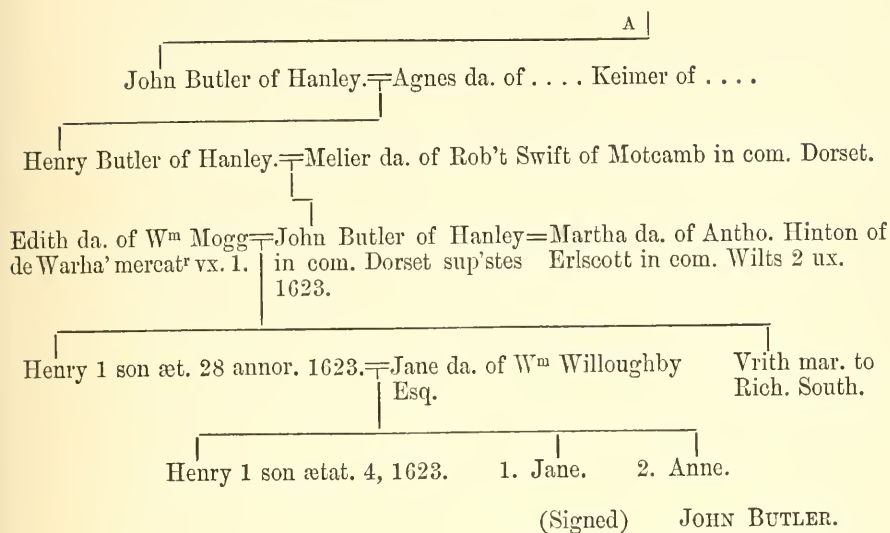 A
John Butler of Hanley.=Agnes da. of .... Keimer of ....
Henry Butler of Hanley.=Melier da. of Rob't Swift of Motcamb in com. Dorset.
Edith da. of Wᵐ Mogg=John Butler of Hanley=Martha da. of Antho. Hinton of
de Warha' mercatʳ vx. 1. in com. Dorset sup'stes Erlscott in com. Wilts 2 ux.
1623.
Henry 1 son æt. 28 annor. 1623.=Jane da. of Wᵐ Willoughby Vrith mar. to
Esq. Rich. South.
Henry 1 son ætat. 4, 1623. 1. Jane. 2. Anne.
(Signed) JOHN BUTLER.